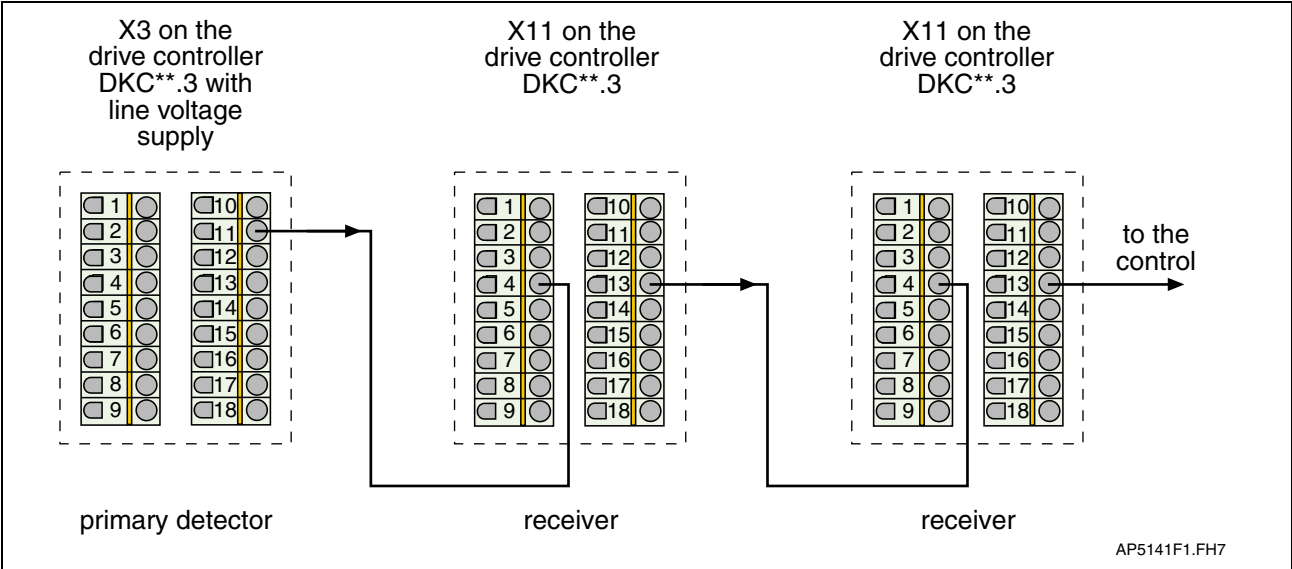 X3 on the
drive controller
DKC**.3 with
line voltage
supply
X11 on the
drive controller
DKC**.3
X11 on the
drive controller
DKC**.3
1 10
2 11
3 12
4 13
5 14
6 15
7 16
8 17
9 18
1 10
2 11
3 12
4 13
5 14
6 15
7 16
8 17
9 18
1 10
2 11
3 12
4 13
5 14
6 15
7 16
8 17
9 18
to the
control
primary detector
receiver
receiver
AP5141F1.FH7